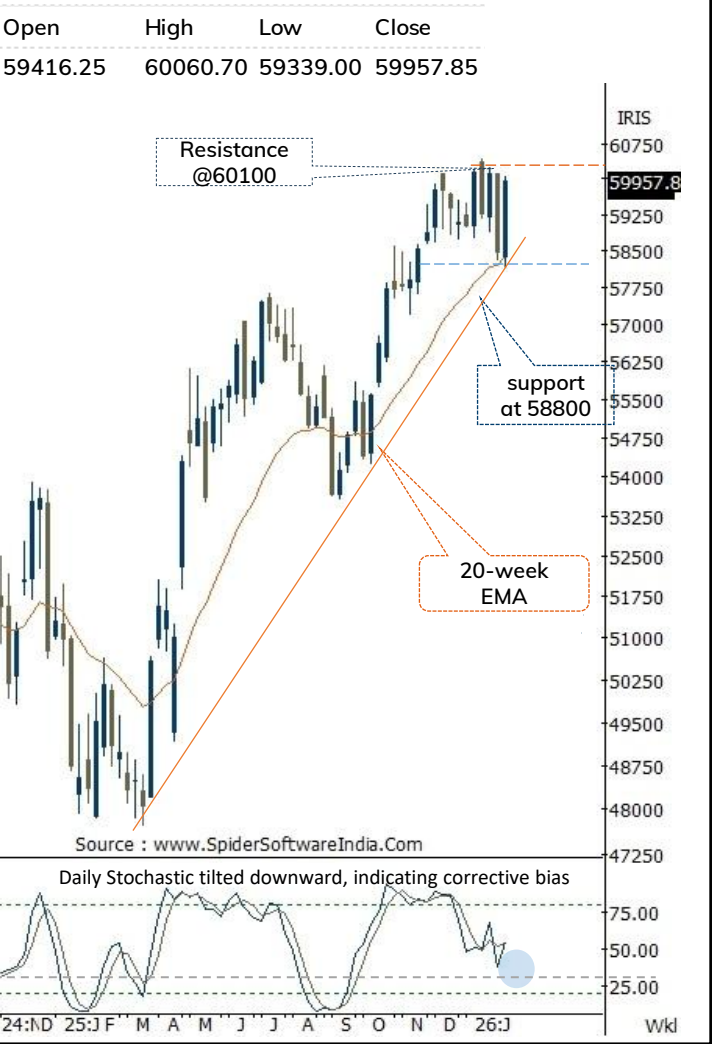 Open High Low Close
59416.25 60060.70 59339.00 59957.85
IRIS
60750
Resistance
@60100
59957.8
59250
58500
57750
57000
56250
support
at 58800
55500
54750
54000
53250
52500
20-week
EMA
51750
51000
50250
49500
48750
48000
Source : www.SpiderSoftwareIndia.Com
47250
Daily Stochastic tilted downward, indicating corrective bias
75.00
50.00
25.00
24:ND 25:J F M A M J J A S O N D 26:J Wkl